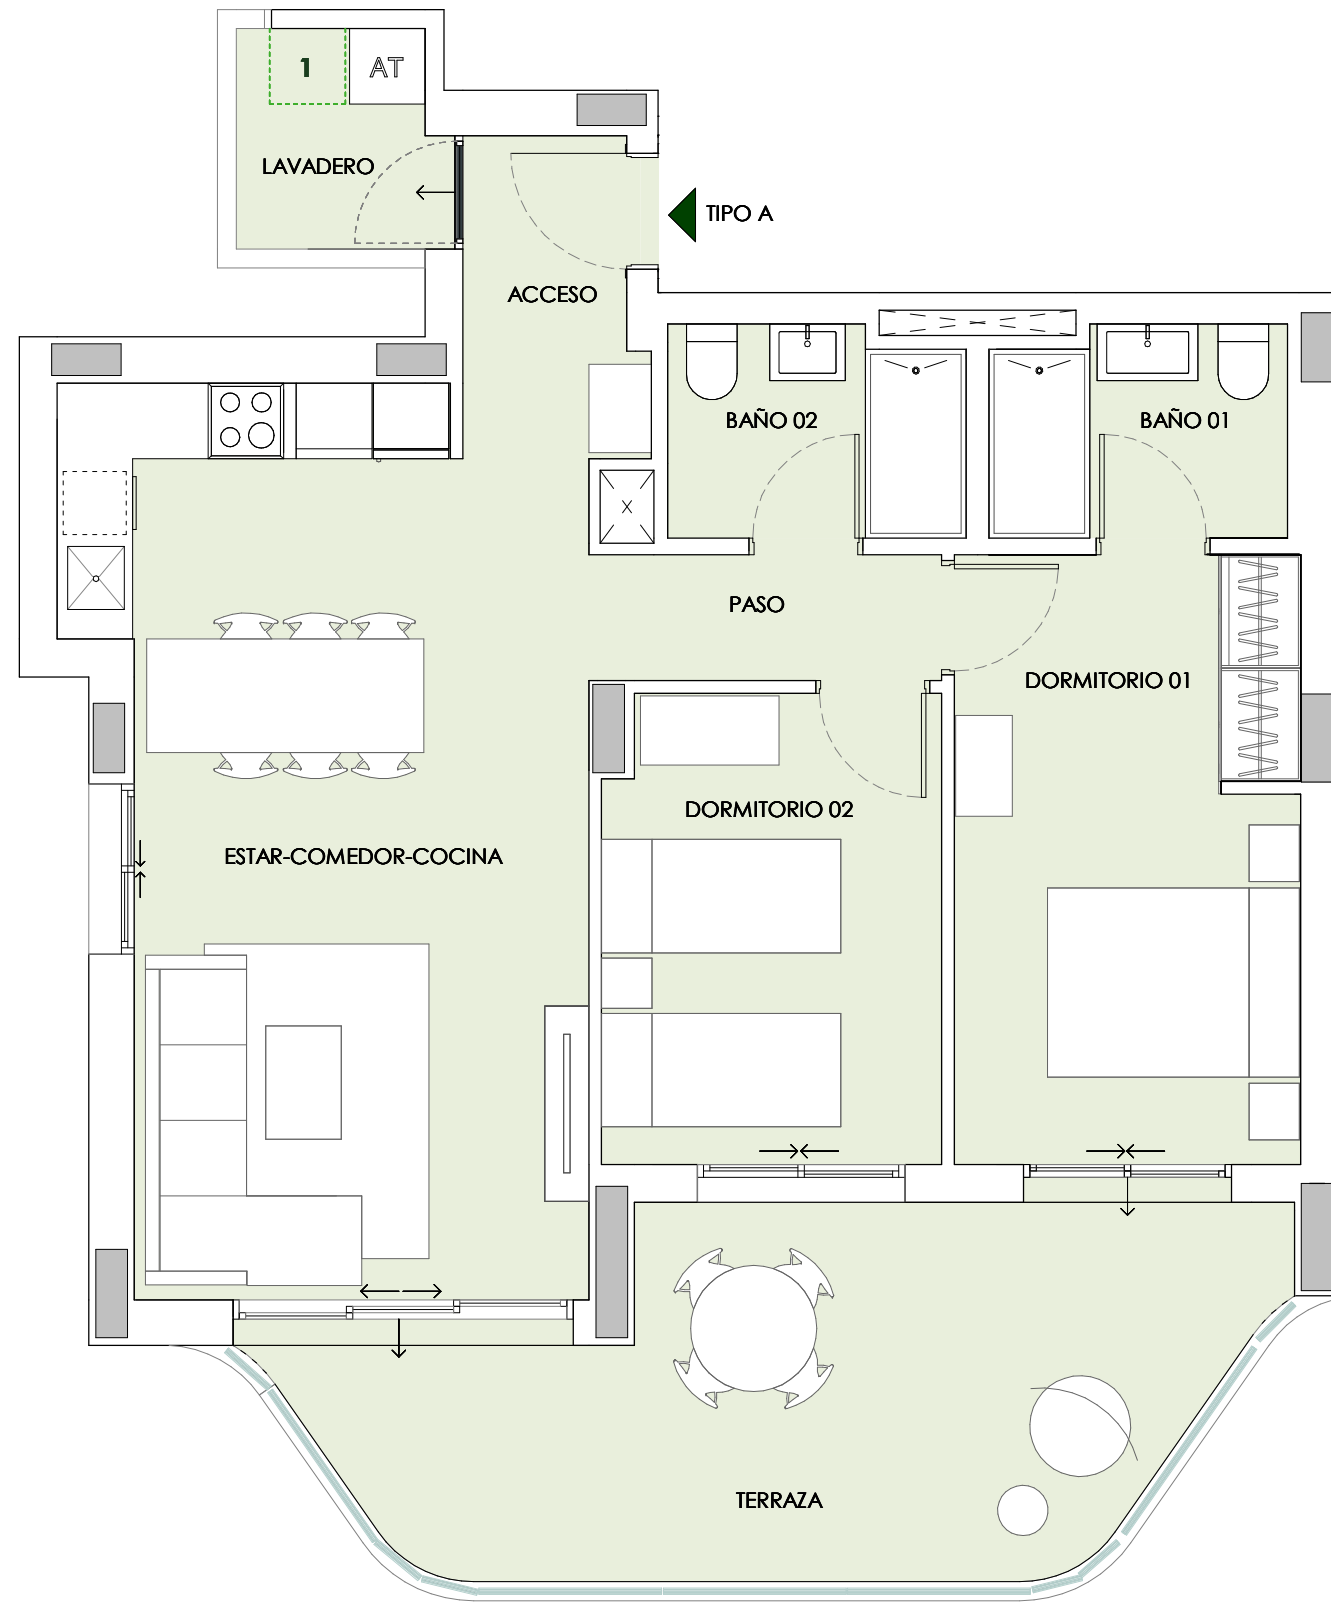 1
AT
LAVADERO
TIPO A
ACCESO
BAÑO 02
BAÑO 01
PASO
DORMITORIO 01
DORMITORIO 02
ESTAR-COMEDOR-COCINA
TERRAZA